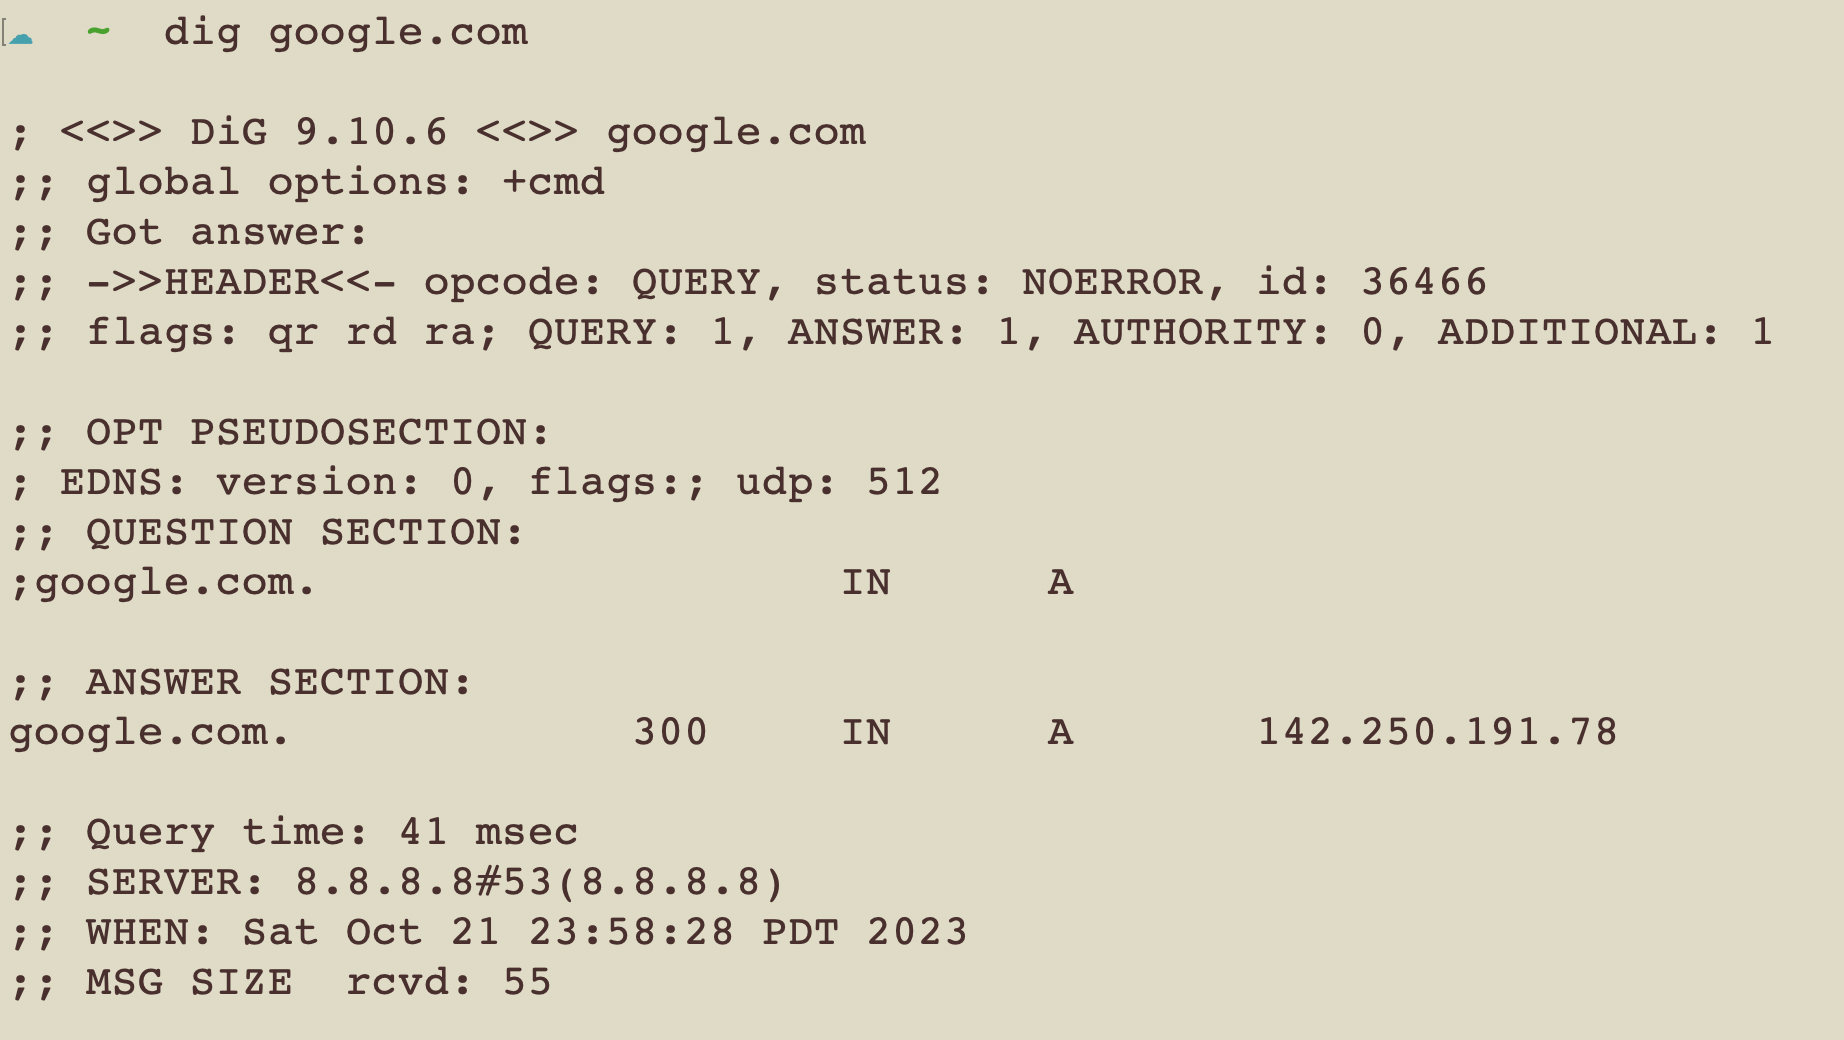 ~ dig google.com
; <<>> DiG 9.10.6 <<>> google.com
;; global options: +cmd
;; Got answer:
;; ->>HEADER<<- opcode: QUERY, status: NOERROR, id: 36466
;; flags: qr rd ra; QUERY: 1, ANSWER: 1, AUTHORITY: 0, ADDITIONAL: 1
;; OPT PSEUDOSECTION:
; EDNS: version: 0, flags:; udp: 512
;; QUESTION SECTION:
;google.com. IN A
;; ANSWER SECTION:
google.com. 300 IN A 142.250.191.78
;; Query time: 41 msec
;; SERVER: 8.8.8.8#53(8.8.8.8)
;; WHEN: Sat Oct 21 23:58:28 PDT 2023
;; MSG SIZE  rcvd: 55